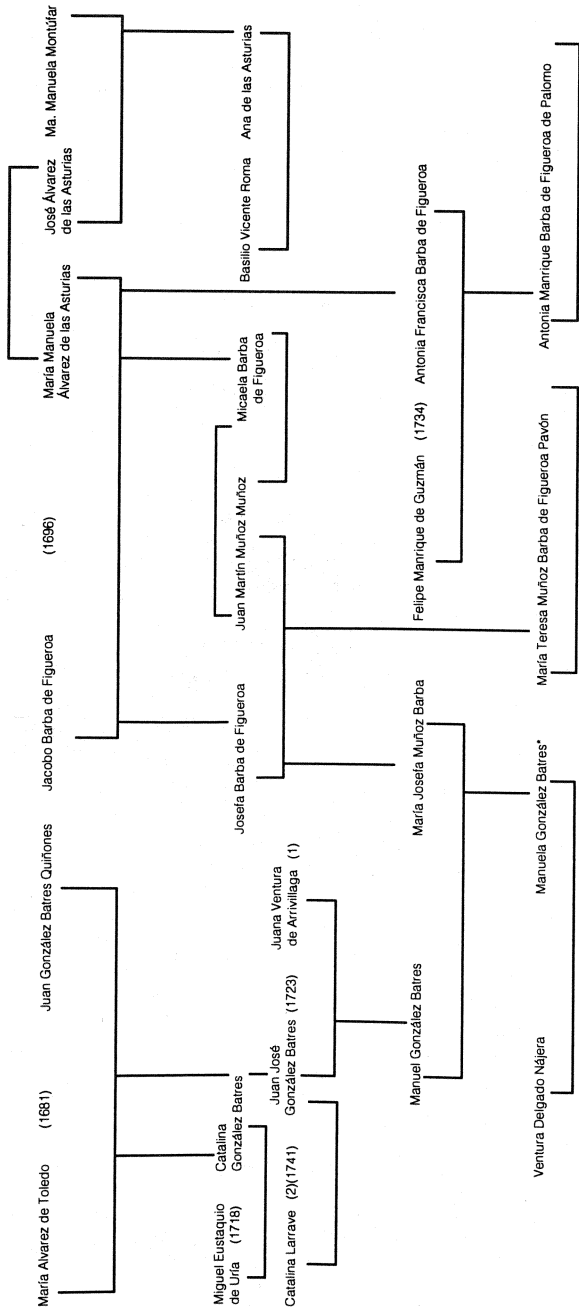 María Alvarez de Toledo (1681) Juan González Batres Quiñones Jacobo Barba de Figueroa (1696) María Manuela
Álvarez de las Asturias
José Álvarez
de las Asturias
Ma. Manuela Montúfar
Miguel Eustaquio
de Uría (1718)
Catalina
González Batres
Josefa Barba de Figueroa
Juan Martín Muñoz Muñoz
Micaela Barba
de Figueroa
Basilio Vicente Roma
Ana de las Asturias
Catalina Larrave (2)(1741)
Juan José
González Batres (1723)
Juana Ventura
de Arrivillaga (1)
Manuel González Batres
María Josefa Muñoz Barba
Felipe Manrique de Guzmán (1734)
Antonia Francisca Barba de Figueroa
Ventura Delgado Nájera
Manuela González Batres*
María Teresa Muñoz Barba de Figueroa Pavón
Antonia Manrique Barba de Figueroa de Palomo